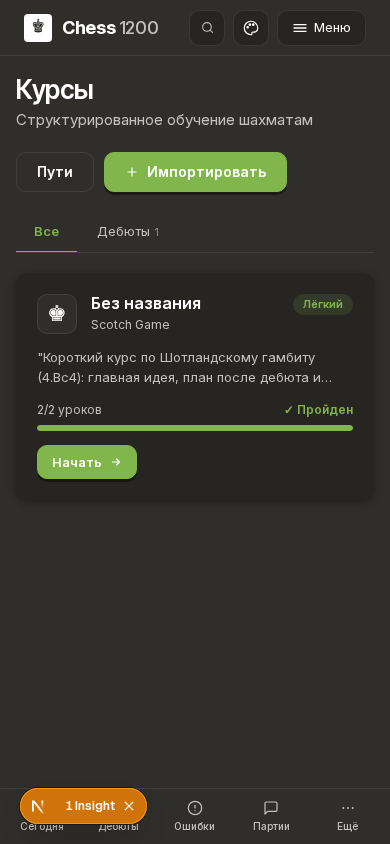 Chess 1200
Меню
Курсы
Структурированное обучение шахматам
Пути
Импортировать
Все
Дебюты 1
Без названия
Лёгкий
Scotch Game
"Короткий курс по Шотландскому гамбиту
(4.Bc4): главная идея, план после дебюта и…
2/2 уроков
✓ Пройден
Начать →
N 1 Insight
Сегодня
Дебюты
Ошибки
Партии
Ещё